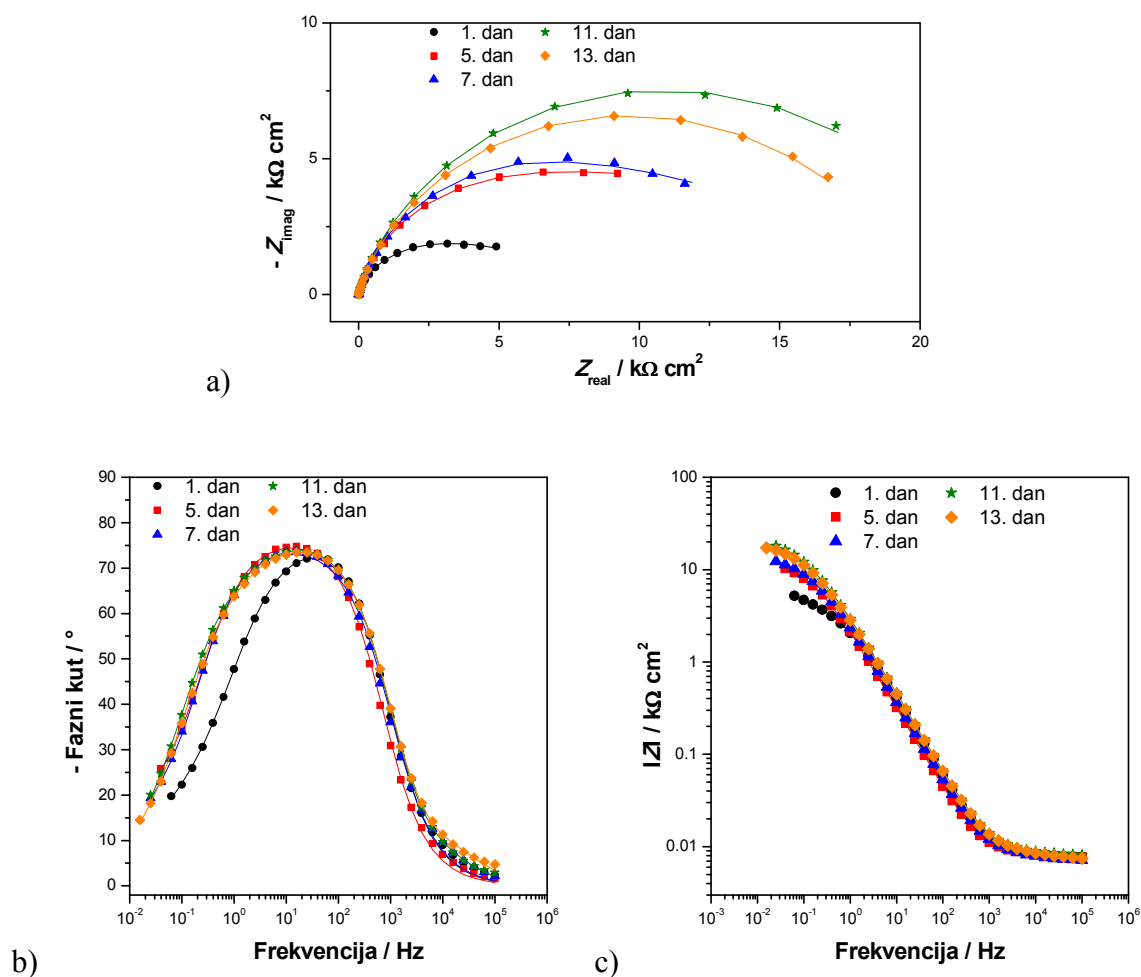 10
5
0
- Z imag / kΩ cm²
1. dan
5. dan
7. dan
11. dan
13. dan
0 5 10 15 20
Z real / kΩ cm²
a)
90
80
70
60
50
40
30
20
10
0
- Fazni kut / º
1. dan
5. dan
7. dan
11. dan
13. dan
10⁻² 10⁻¹ 10⁰ 10¹ 10² 10³ 10⁴ 10⁵ 10⁶
Frekvencija / Hz
b)
100
10
1
0.1
0.01
|Z| / kΩ cm²
1. dan
5. dan
7. dan
11. dan
13. dan
10⁻³ 10⁻² 10⁻¹ 10⁰ 10¹ 10² 10³ 10⁴ 10⁵ 10⁶
Frekvencija / Hz
c)